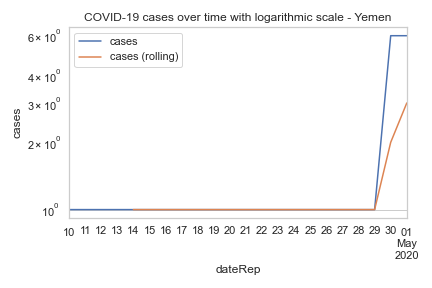 COVID-19 cases over time with logarithmic scale - Yemen
cases
cases (rolling)
6 × 10⁰
4 × 10⁰
3 × 10⁰
2 × 10⁰
10⁰
cases
10 11 12 13 14 15 16 17 18 19 20 21 22 23 24 25 26 27 28 29 30 01
May
2020
dateRep